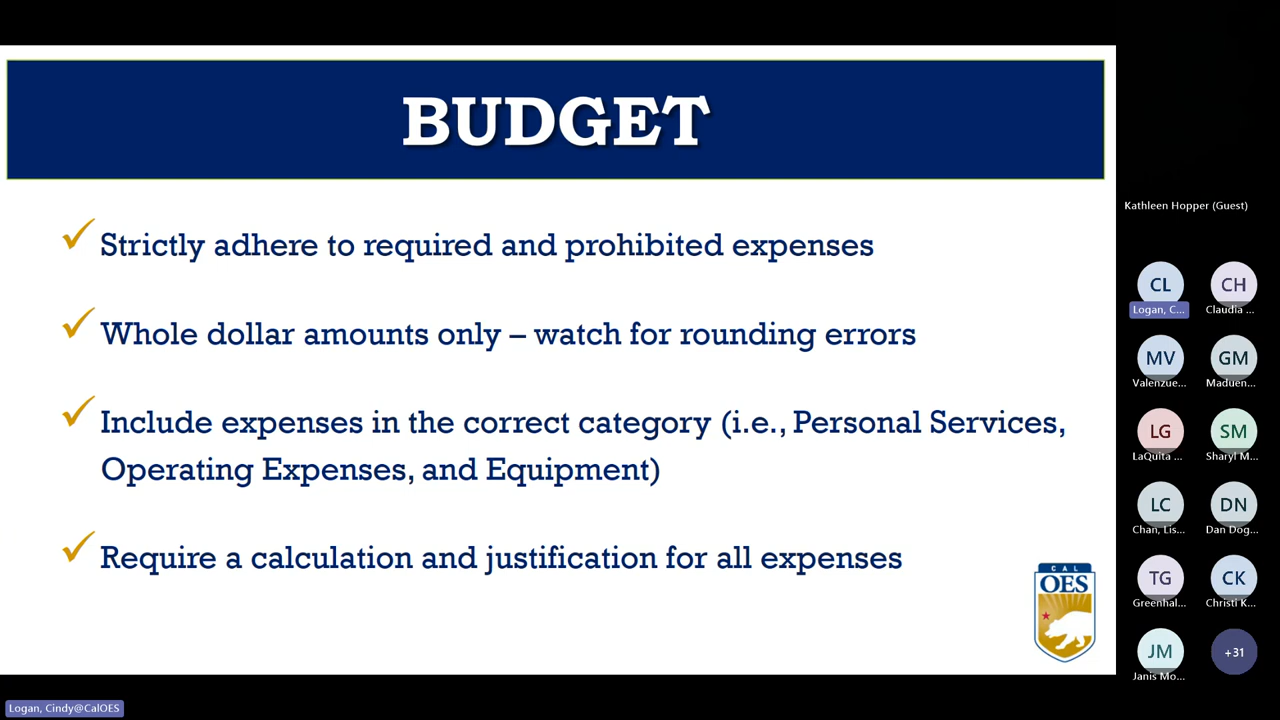 BUDGET
Strictly adhere to required and prohibited expenses
Whole dollar amounts only – watch for rounding errors
Include expenses in the correct category (i.e., Personal Services,
Operating Expenses, and Equipment)
Require a calculation and justification for all expenses
CAL
OES
Kathleen Hopper (Guest)
CL
CH
Logan, C...
Claudia ...
MV
GM
Valenzue...
Maduen...
LG
SM
LaQuita ...
Sharyl M...
LC
DN
Chan, Lis...
Dan Dog...
TG
CK
Greenhal...
Christi K...
JM
+31
Janis Mo...
Logan, Cindy@CalOES